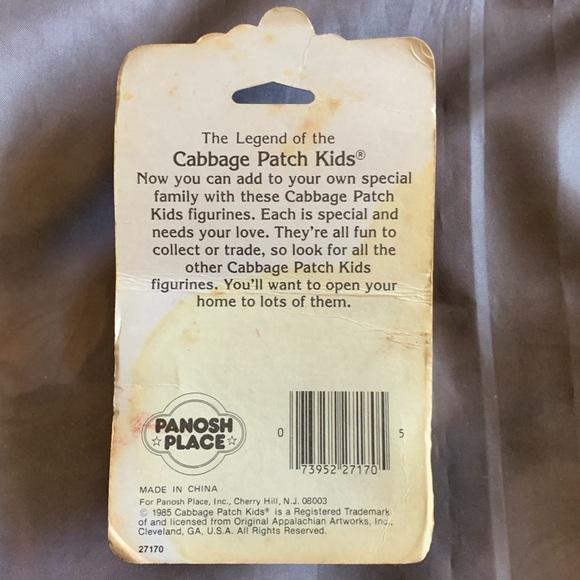 The Legend of the
Cabbage Patch Kids®
Now you can add to your own special
family with these Cabbage Patch
Kids figurines. Each is special and
needs your love. They're all fun to
collect or trade, so look for all the
other Cabbage Patch Kids
figurines. You'll want to open your
home to lots of them.
PANOSH
☆ PLACE ☆
0 73952 27170 5
MADE IN CHINA
For Panosh Place, Inc., Cherry Hill, N.J. 08003
© 1985 Cabbage Patch Kids® is a Registered Trademark
of and licensed from Original Appalachian Artworks, Inc.,
Cleveland, GA, U.S.A. All Rights Reserved.
27170